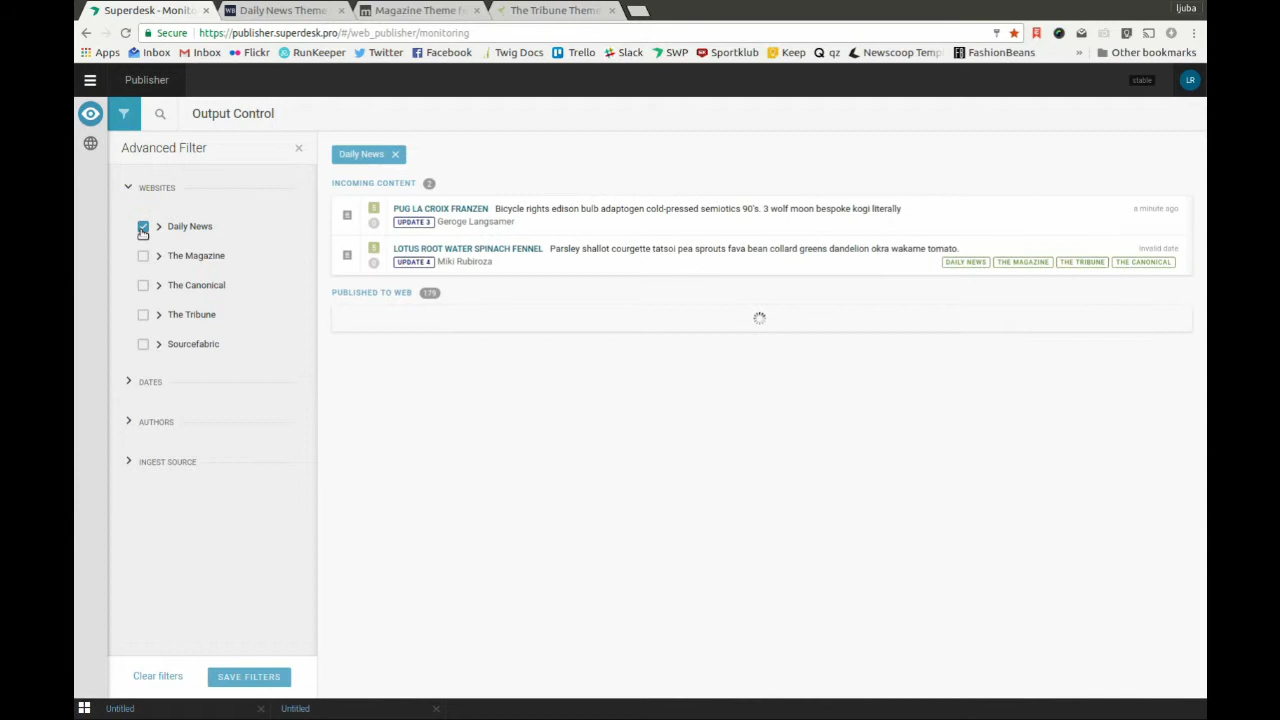 Superdesk - Monito
Daily News Theme
Magazine Theme f
The Tribune Theme
ljuba
Secure
https://publisher.superdesk.pro/#/web_publisher/monitoring
Apps
Inbox
Inbox
Flickr
RunKeeper
Twitter
Facebook
Twig Docs
Trello
Slack
SWP
Sportklub
Keep
qz
Newscoop Temp
FashionBeans
»
Other bookmarks
Publisher
stable
LR
Output Control
Advanced Filter
WEBSITES
Daily News
The Magazine
The Canonical
The Tribune
Sourcefabric
DATES
AUTHORS
INGEST SOURCE
Clear filters
SAVE FILTERS
Daily News
INCOMING CONTENT 2
5 PUG LA CROIX FRANZEN Bicycle rights edison bulb adaptogen cold-pressed semiotics 90's. 3 wolf moon bespoke kogi literally a minute ago
0 UPDATE 3 Geroge Langsamer
5 LOTUS ROOT WATER SPINACH FENNEL Parsley shallot courgette tatsoi pea sprouts fava bean collard greens dandelion okra wakame tomato. Invalid date
0 UPDATE 4 Miki Rubiroza DAILY NEWS THE MAGAZINE THE TRIBUNE THE CANONICAL
PUBLISHED TO WEB 179
Untitled
Untitled